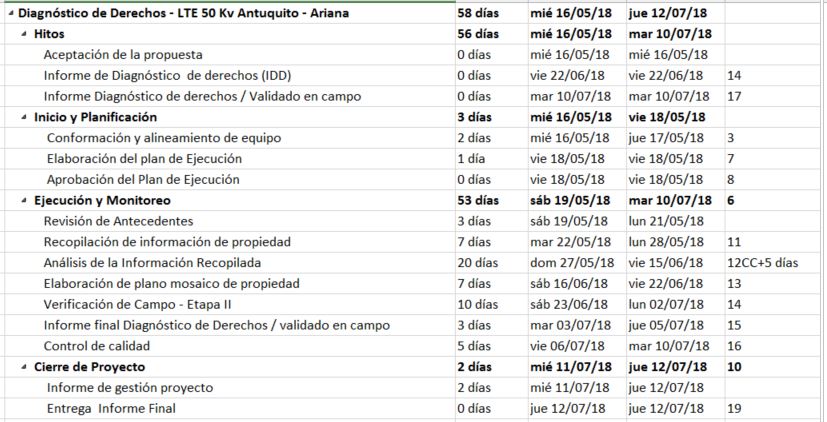 Diagnóstico de Derechos - LTE 50 Kv Antuquito - Ariana 58 días mié 16/05/18 jue 12/07/18
Hitos 56 días mié 16/05/18 mar 10/07/18
Aceptación de la propuesta 0 días mié 16/05/18 mié 16/05/18
Informe de Diagnóstico de derechos (IDD) 0 días vie 22/06/18 vie 22/06/18 14
Informe Diagnóstico de derechos / Validado en campo 0 días mar 10/07/18 mar 10/07/18 17
Inicio y Planificación 3 días mié 16/05/18 vie 18/05/18
Conformación y alineamiento de equipo 2 días mié 16/05/18 jue 17/05/18 3
Elaboración del plan de Ejecución 1 día vie 18/05/18 vie 18/05/18 7
Aprobación del Plan de Ejecución 0 días vie 18/05/18 vie 18/05/18 8
Ejecución y Monitoreo 53 días sáb 19/05/18 mar 10/07/18 6
Revisión de Antecedentes 3 días sáb 19/05/18 lun 21/05/18
Recopilación de información de propiedad 7 días mar 22/05/18 lun 28/05/18 11
Análisis de la Información Recopilada 20 días dom 27/05/18 vie 15/06/18 12CC+5 días
Elaboración de plano mosaico de propiedad 7 días sáb 16/06/18 vie 22/06/18 13
Verificación de Campo - Etapa II 10 días sáb 23/06/18 lun 02/07/18 14
Informe final Diagnóstico de Derechos / validado en campo 3 días mar 03/07/18 jue 05/07/18 15
Control de calidad 5 días vie 06/07/18 mar 10/07/18 16
Cierre de Proyecto 2 días mié 11/07/18 jue 12/07/18 10
Informe de gestión proyecto 2 días mié 11/07/18 jue 12/07/18
Entrega Informe Final 0 días jue 12/07/18 jue 12/07/18 19